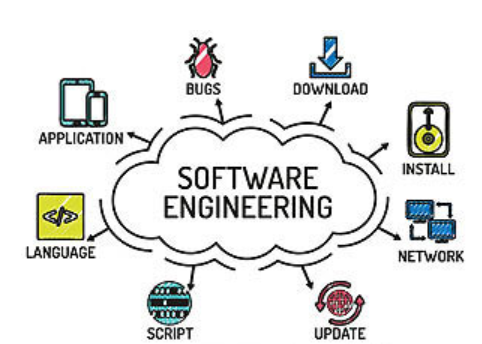 BUGS
DOWNLOAD
APPLICATION
INSTALL
SOFTWARE
ENGINEERING
LANGUAGE
NETWORK
SCRIPT
UPDATE